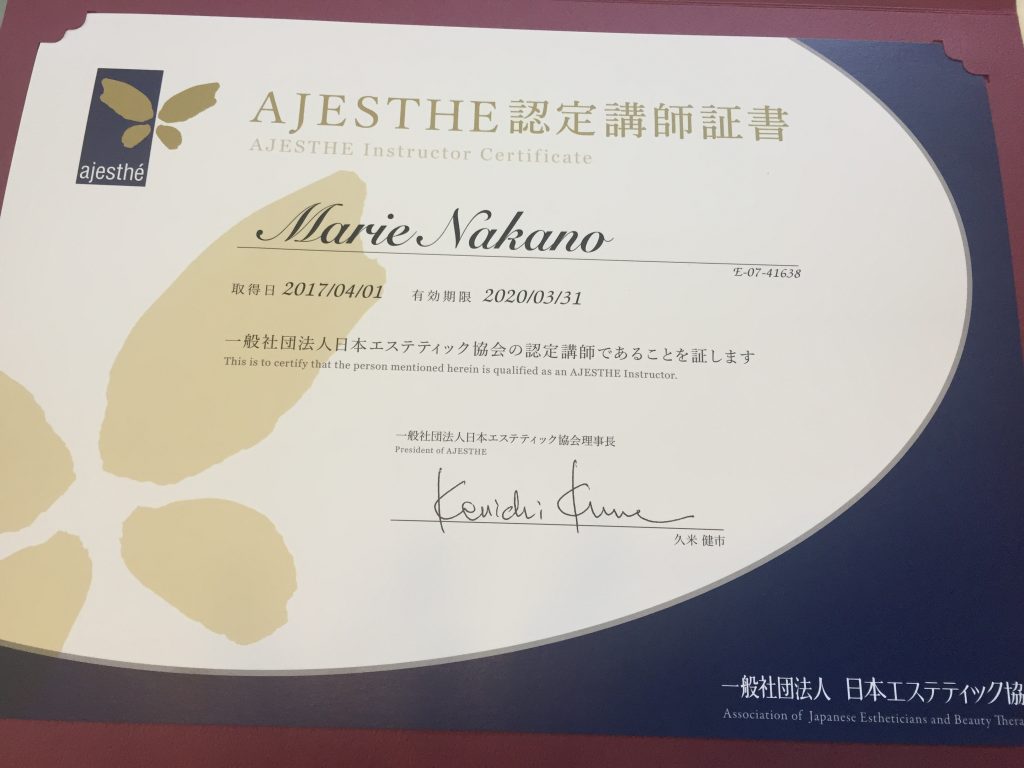 ajesthé
AJESTHE認定講師証書
AJESTHE Instructor Certificate
Marie Nakano
E-07-41638
取得日 2017/04/01 有効期限 2020/03/31
一般社団法人日本エステティック協会の認定講師であることを証します
This is to certify that the person mentioned herein is qualified as an AJESTHE Instructor.
一般社団法人日本エステティック協会理事長
President of AJESTHE
Kenichi Kume
久米 健市
一般社団法人 日本エステティック協
Association of Japanese Estheticians and Beauty Thera